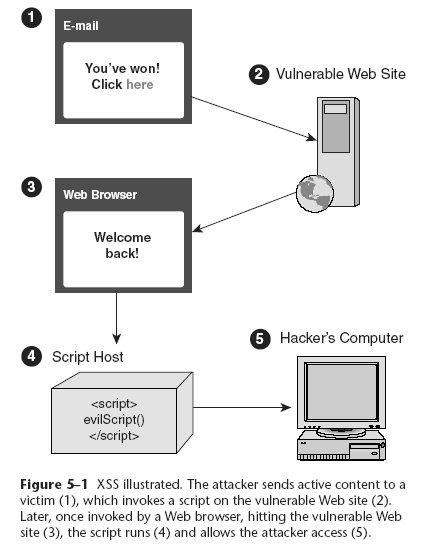 1
E-mail
You've won!
Click here
2 Vulnerable Web Site
3
Web Browser
Welcome
back!
4 Script Host
<script>
evilScript()
</script>
5 Hacker's Computer
Figure 5–1 XSS illustrated. The attacker sends active content to a
victim (1), which invokes a script on the vulnerable Web site (2).
Later, once invoked by a Web browser, hitting the vulnerable Web
site (3), the script runs (4) and allows the attacker access (5).